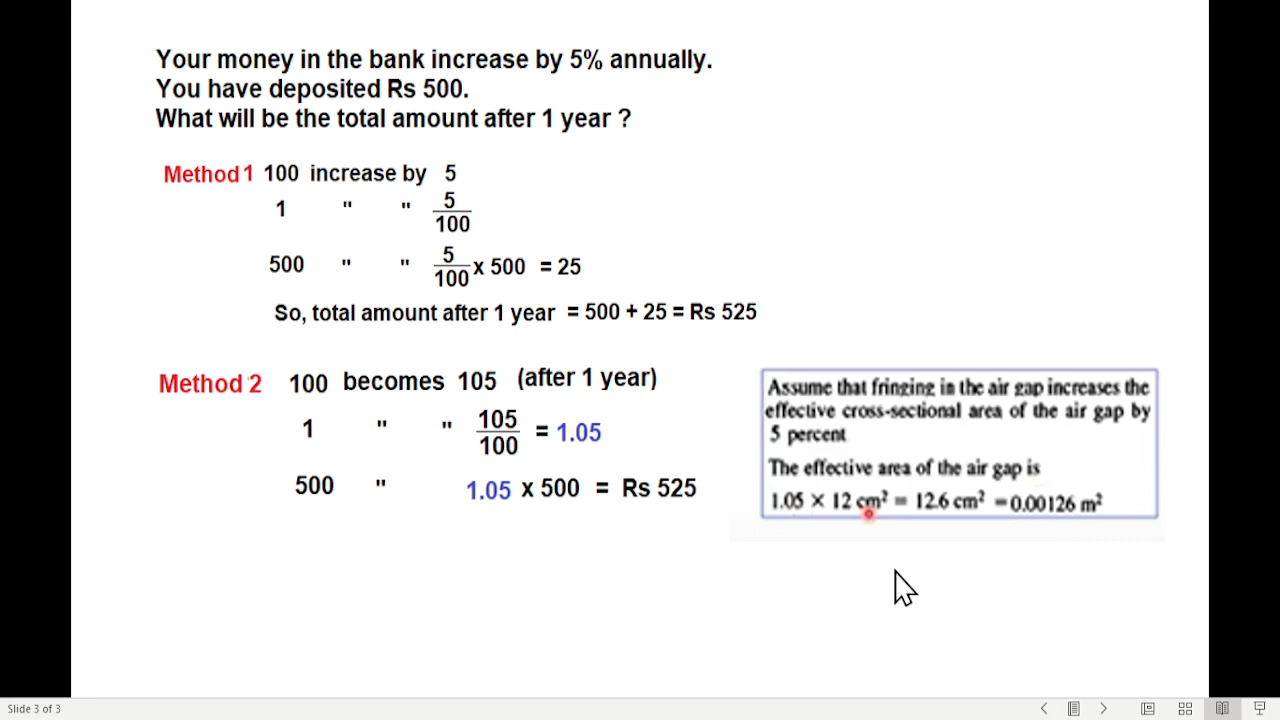 Your money in the bank increase by 5% annually.
You have deposited Rs 500.
What will be the total amount after 1 year ?
Method 1 100 increase by 5
1 " " 5/100
500 " " 5/100 x 500 = 25
So, total amount after 1 year = 500 + 25 = Rs 525
Method 2 100 becomes 105 (after 1 year)
1 " " 105/100 = 1.05
500 " 1.05 x 500 = Rs 525
Assume that fringing in the air gap increases the
effective cross-sectional area of the air gap by
5 percent
The effective area of the air gap is
1.05 × 12 cm² = 12.6 cm² = 0.00126 m²
Slide 3 of 3